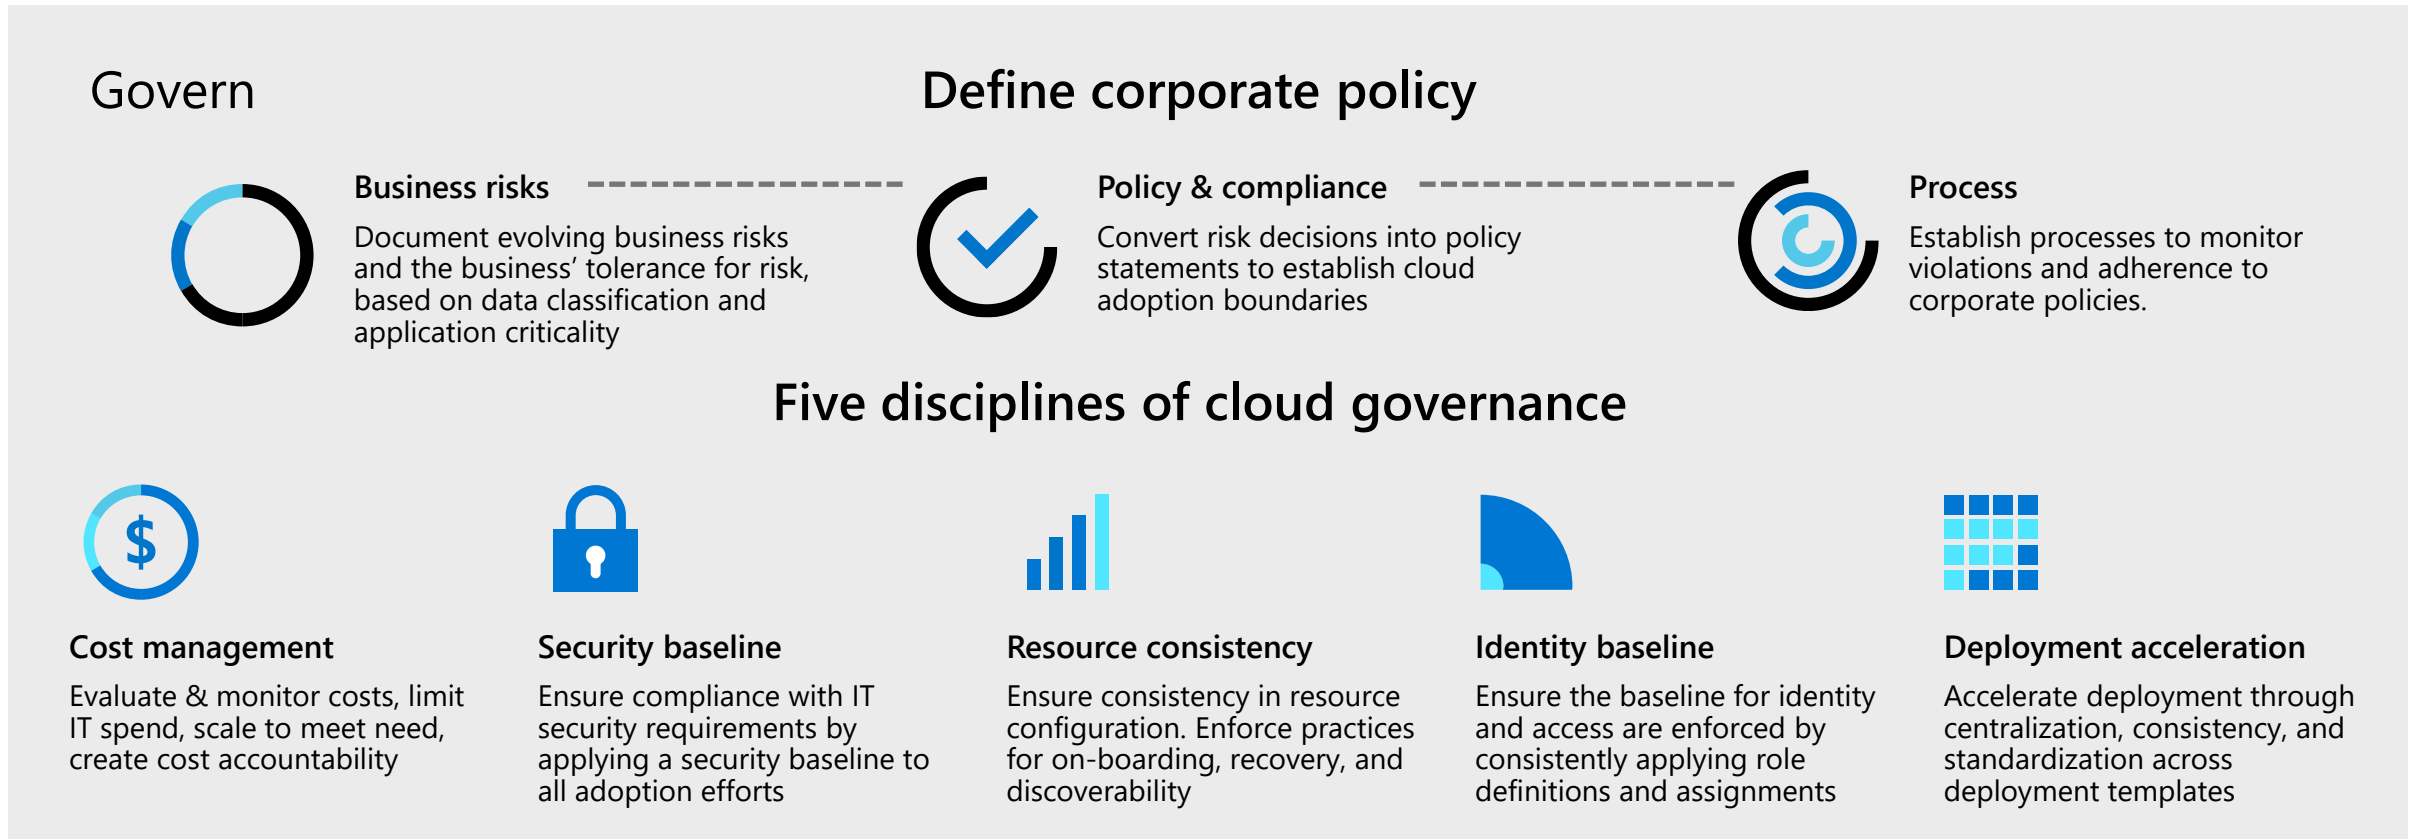 Govern
Define corporate policy
Business risks
Document evolving business risks
and the business’ tolerance for risk,
based on data classification and
application criticality
Policy & compliance
Convert risk decisions into policy
statements to establish cloud
adoption boundaries
Process
Establish processes to monitor
violations and adherence to
corporate policies.
Five disciplines of cloud governance
$
Cost management
Evaluate & monitor costs, limit
IT spend, scale to meet need,
create cost accountability
Security baseline
Ensure compliance with IT
security requirements by
applying a security baseline to
all adoption efforts
Resource consistency
Ensure consistency in resource
configuration. Enforce practices
for on-boarding, recovery, and
discoverability
Identity baseline
Ensure the baseline for identity
and access are enforced by
consistently applying role
definitions and assignments
Deployment acceleration
Accelerate deployment through
centralization, consistency, and
standardization across
deployment templates